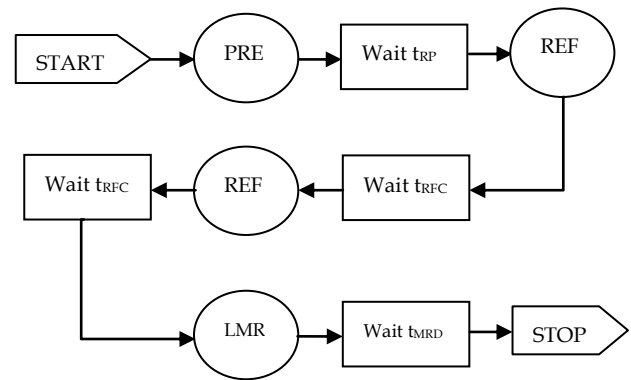 START
PRE
Wait tRP
REF
Wait tRFC
REF
Wait tRFC
LMR
Wait tMRD
STOP